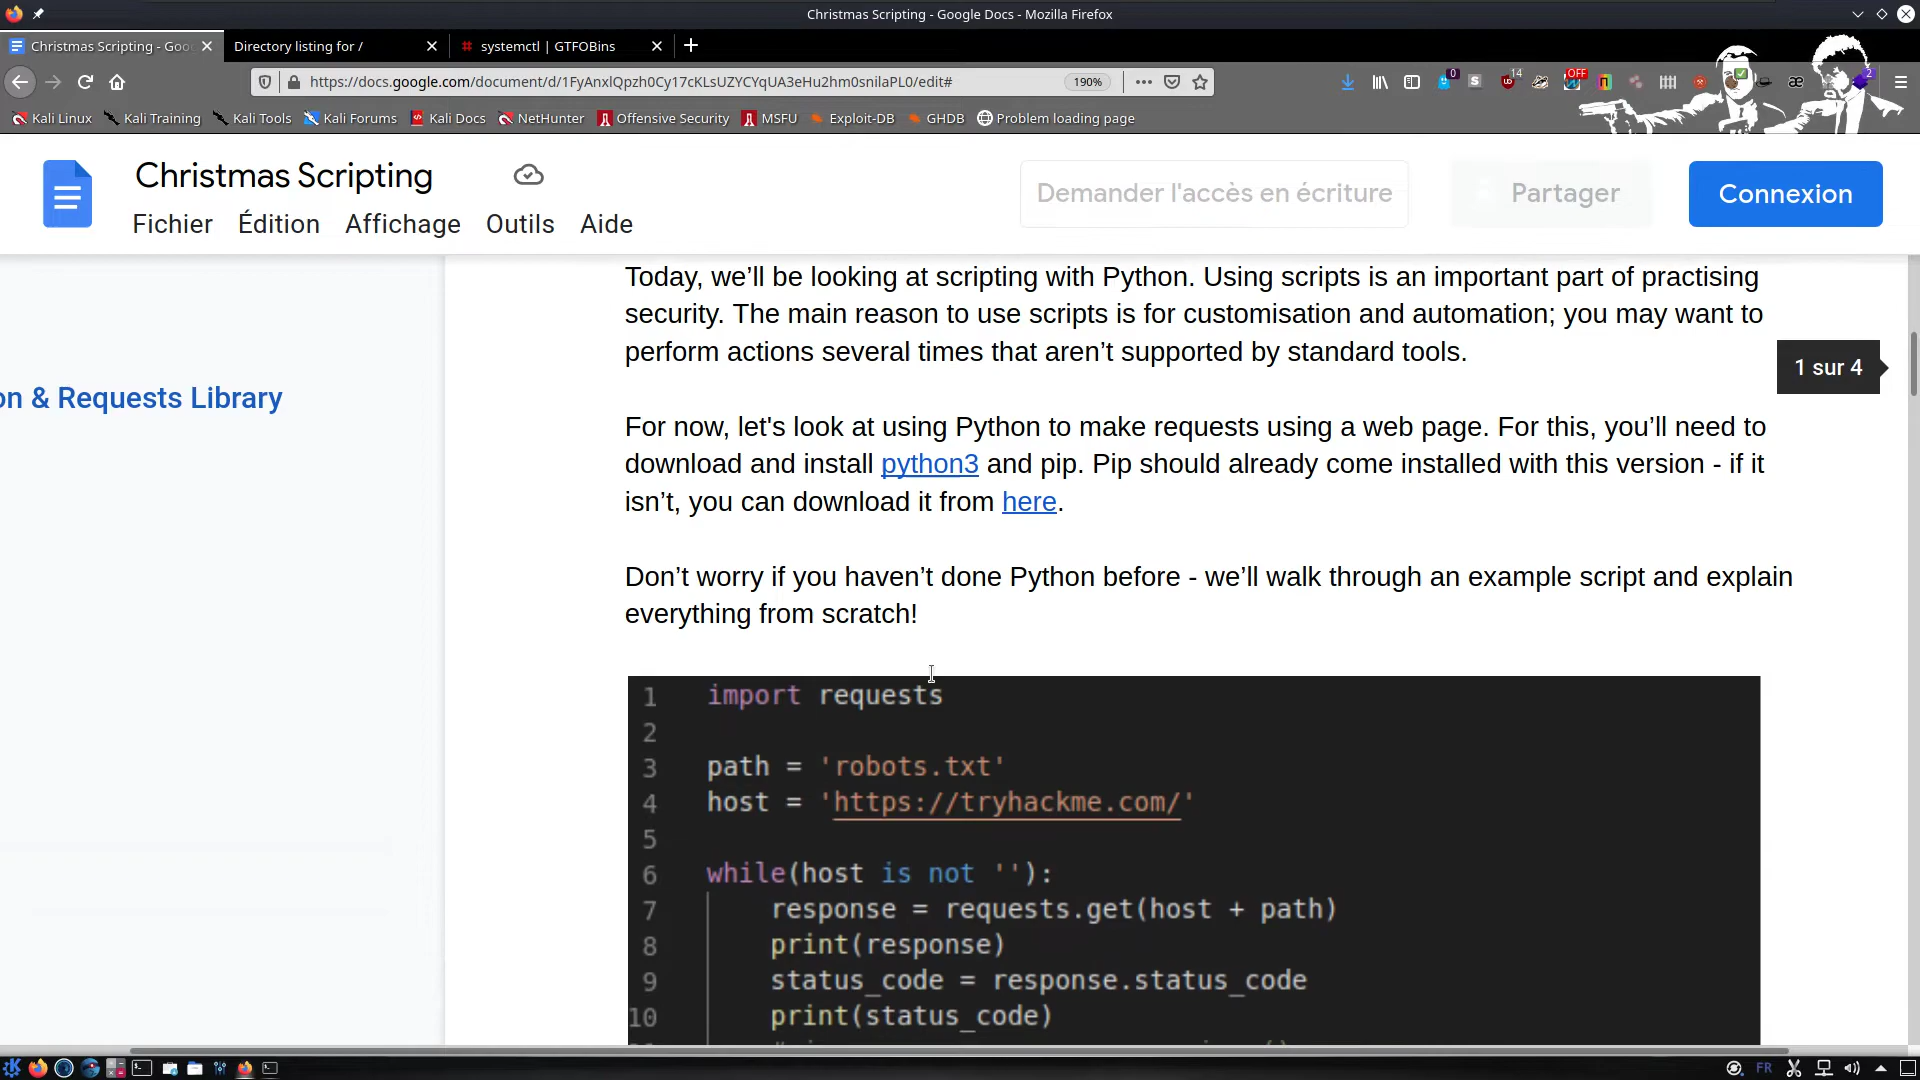 Christmas Scripting - Google Docs - Mozilla Firefox
Christmas Scripting - Goo
Directory listing for /
systemctl | GTFOBins
https://docs.google.com/document/d/1FyAnxlQpzh0Cy17cKLsUZYCYqUA3eHu2hm0snilaPL0/edit#
190%
0
14
OFF
2
Kali Linux
Kali Training
Kali Tools
Kali Forums
Kali Docs
NetHunter
Offensive Security
MSFU
Exploit-DB
GHDB
Problem loading page
Christmas Scripting
Demander l'accès en écriture
Partager
Connexion
Fichier
Édition
Affichage
Outils
Aide
on & Requests Library
Today, we’ll be looking at scripting with Python. Using scripts is an important part of practising
security. The main reason to use scripts is for customisation and automation; you may want to
perform actions several times that aren’t supported by standard tools.
1 sur 4
For now, let's look at using Python to make requests using a web page. For this, you’ll need to
download and install python3 and pip. Pip should already come installed with this version - if it
isn’t, you can download it from here.
Don’t worry if you haven’t done Python before - we’ll walk through an example script and explain
everything from scratch!
1 import requests
2
3 path = 'robots.txt'
4 host = 'https://tryhackme.com/'
5
6 while(host is not ''):
7 response = requests.get(host + path)
8 print(response)
9 status_code = response.status_code
10 print(status_code)
FR